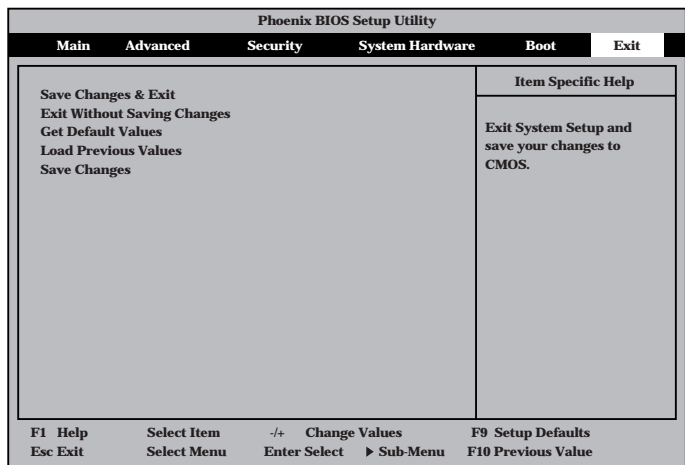 Phoenix BIOS Setup Utility
Main Advanced Security System Hardware Boot Exit
Save Changes & Exit
Exit Without Saving Changes
Get Default Values
Load Previous Values
Save Changes
Item Specific Help
Exit System Setup and
save your changes to
CMOS.
F1 Help Select Item -/+ Change Values F9 Setup Defaults
Esc Exit Select Menu Enter Select ▶ Sub-Menu F10 Previous Value